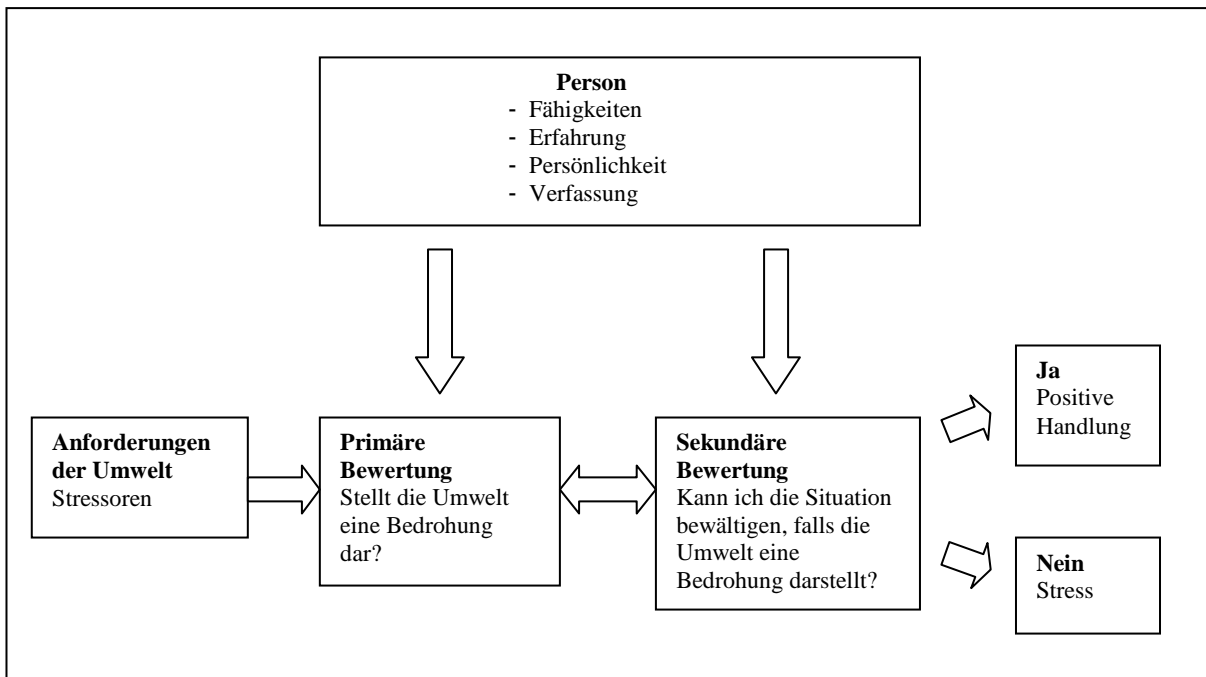 Person
- Fähigkeiten
- Erfahrung
- Persönlichkeit
- Verfassung
Anforderungen
der Umwelt
Stressoren
Primäre
Bewertung
Stellt die Umwelt
eine Bedrohung
dar?
Sekundäre
Bewertung
Kann ich die Situation
bewältigen, falls die
Umwelt eine
Bedrohung darstellt?
Ja
Positive
Handlung
Nein
Stress